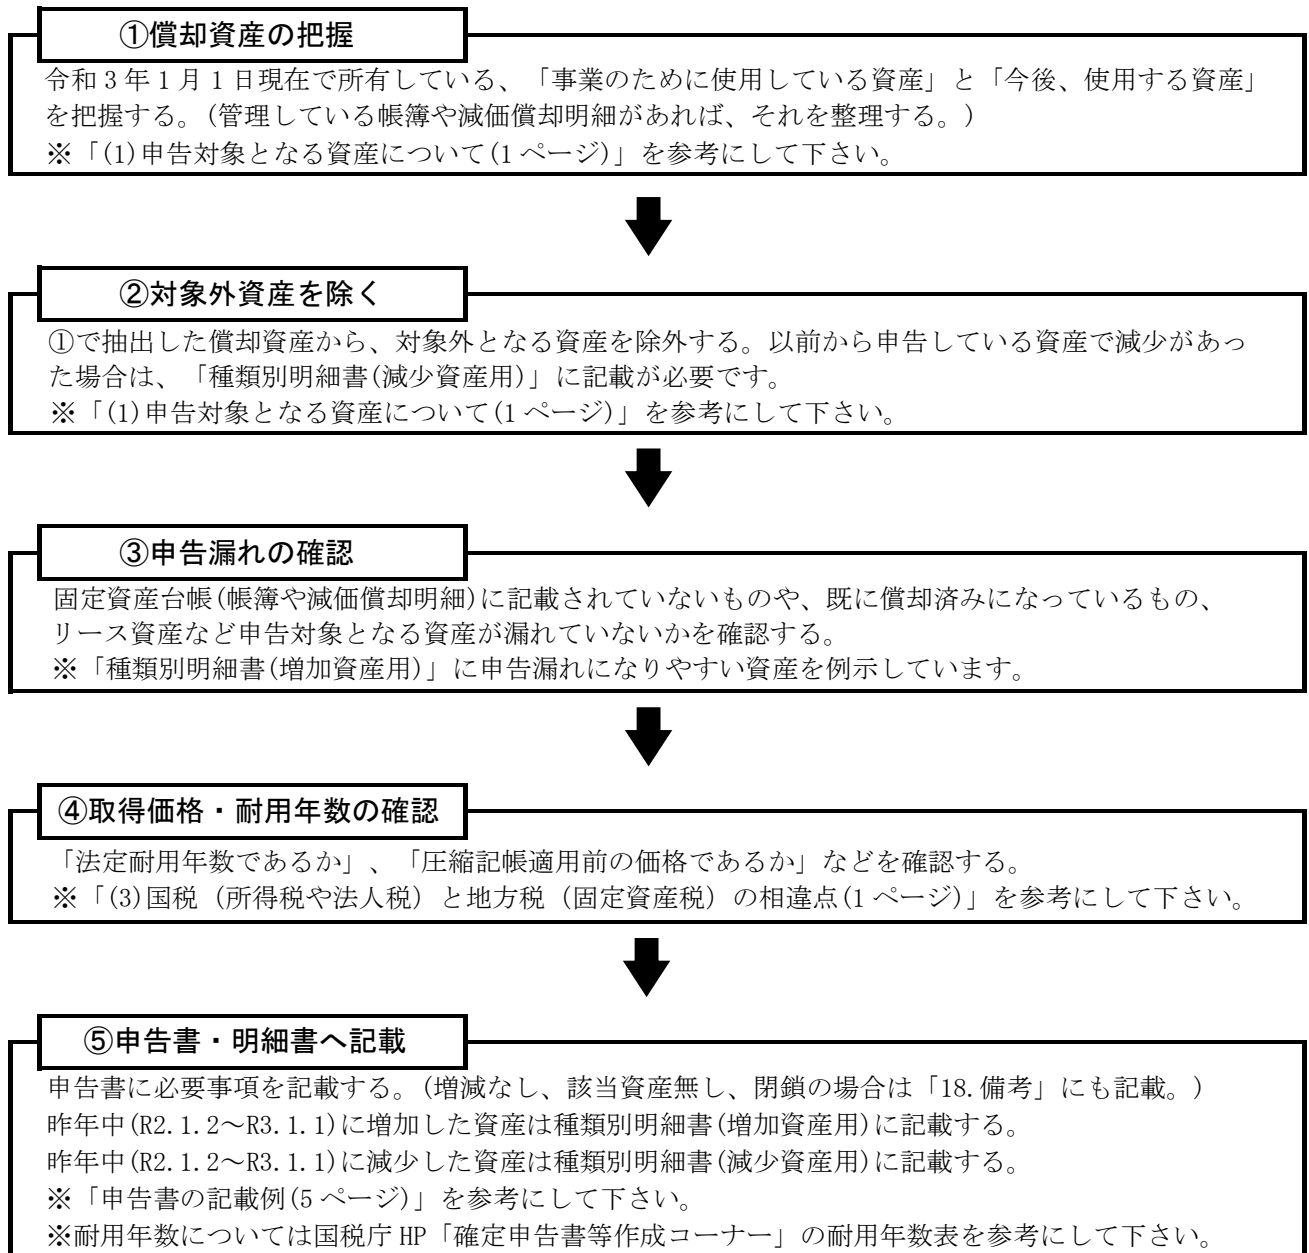 ①償却資産の把握
令和3年1月1日現在で所有している、「事業のために使用している資産」と「今後、使用する資産」
を把握する。(管理している帳簿や減価償却明細があれば、それを整理する。)
※「(1)申告対象となる資産について(1ページ)」を参考にして下さい。
②対象外資産を除く
①で抽出した償却資産から、対象外となる資産を除外する。以前から申告している資産で減少があっ
た場合は、「種類別明細書(減少資産用)」に記載が必要です。
※「(1)申告対象となる資産について(1ページ)」を参考にして下さい。
③申告漏れの確認
固定資産台帳(帳簿や減価償却明細)に記載されていないものや、既に償却済みになっているもの、
リース資産など申告対象となる資産が漏れていないかを確認する。
※「種類別明細書(増加資産用)」に申告漏れになりやすい資産を例示しています。
④取得価格・耐用年数の確認
「法定耐用年数であるか」、「圧縮記帳適用前の価格であるか」などを確認する。
※「(3)国税（所得税や法人税）と地方税（固定資産税）の相違点(1ページ)」を参考にして下さい。
⑤申告書・明細書へ記載
申告書に必要事項を記載する。(増減なし、該当資産無し、閉鎖の場合は「18.備考」にも記載。)
昨年中(R2.1.2～R3.1.1)に増加した資産は種類別明細書(増加資産用)に記載する。
昨年中(R2.1.2～R3.1.1)に減少した資産は種類別明細書(減少資産用)に記載する。
※「申告書の記載例(5ページ)」を参考にして下さい。
※耐用年数については国税庁HP「確定申告書等作成コーナー」の耐用年数表を参考にして下さい。